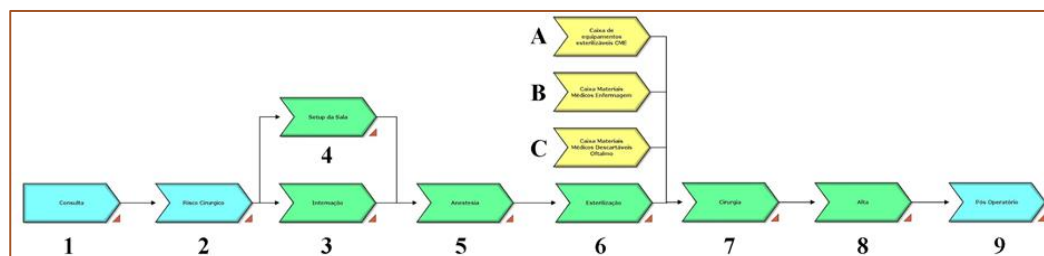 A
Caixa de
equipamentos
esterilizáveis CME
B
Caixa Materiais
Médicos Enfermagem
C
Caixa Materiais
Médicos Descartáveis
Oftalmo
Setup da Sala
4
Consulta
Risco Cirurgico
Internação
Anestesia
Esterilização
Cirurgia
Alta
Pós Operatório
1
2
3
5
6
7
8
9